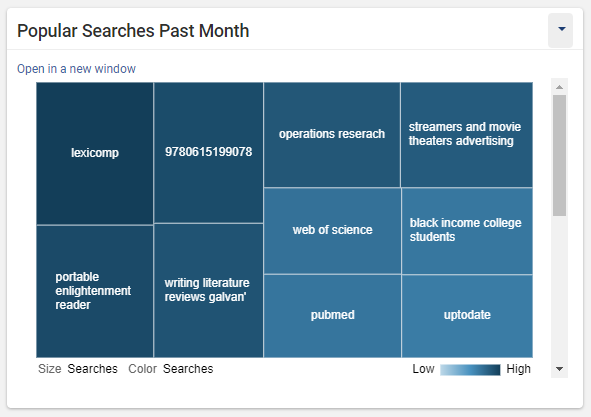 Popular Searches Past Month
Open in a new window
lexicomp
9780615199078
operations reserach
streamers and movie
theaters advertising
web of science
black income college
students
portable
enlightenment
reader
writing literature
reviews galvan'
pubmed
uptodate
Size Searches Color Searches
Low High